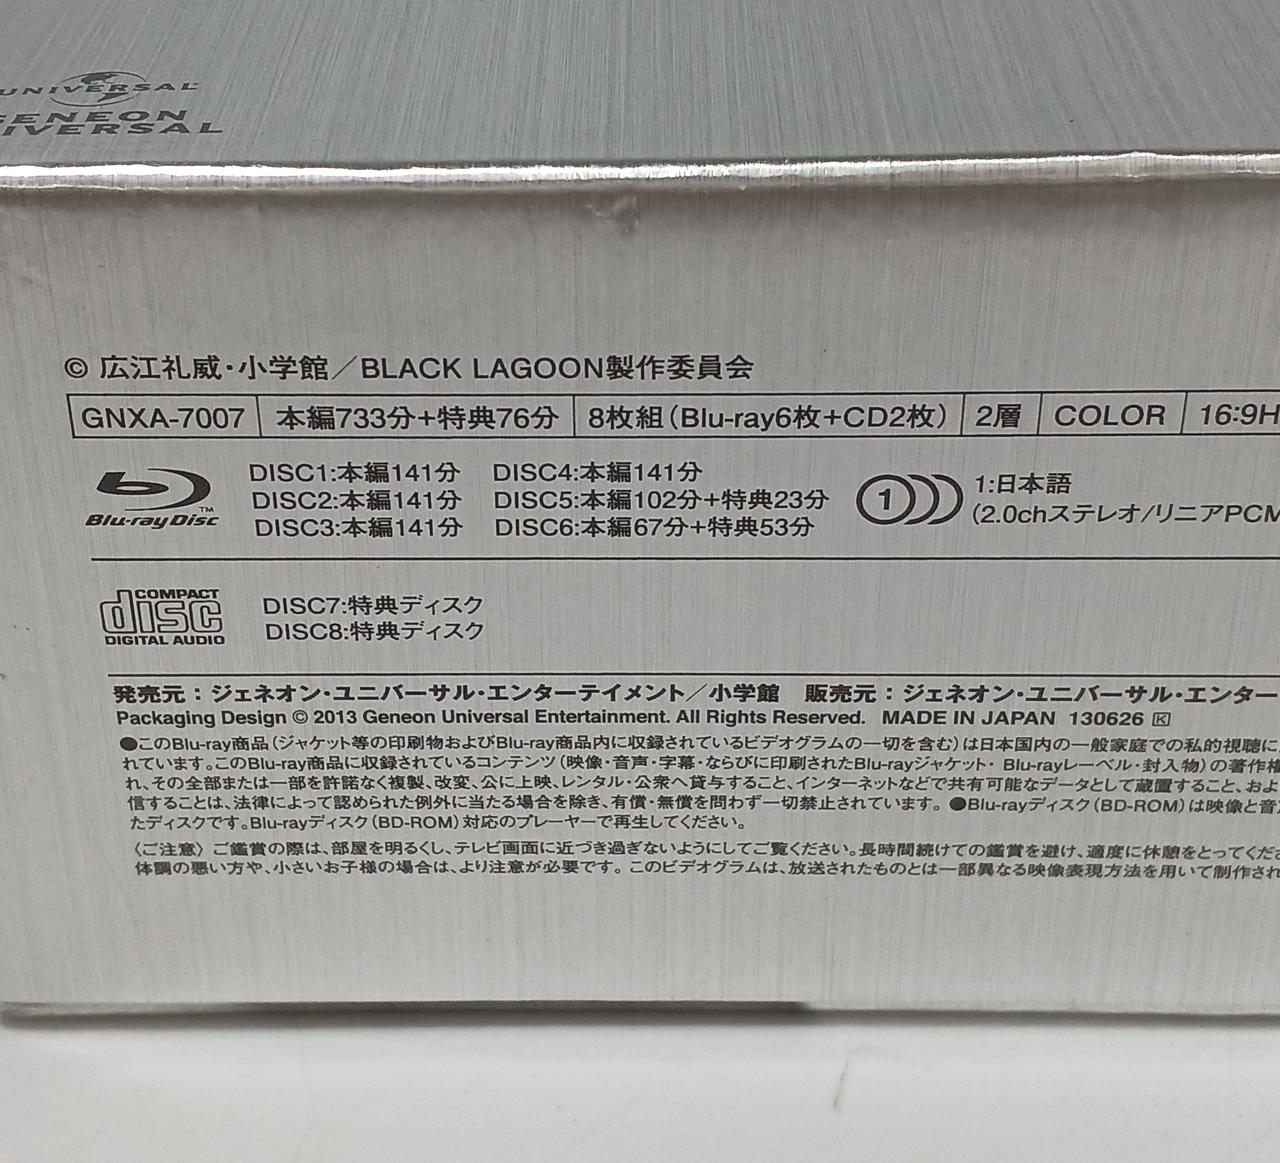 UNIVERSAL
GENEON
UNIVERSAL
© 広江礼威・小学館／BLACK LAGOON製作委員会
GNXA-7007 本編733分+特典76分 8枚組(Blu-ray6枚+CD2枚) 2層 COLOR 16:9H
Blu-ray Disc
DISC1:本編141分 DISC4:本編141分
DISC2:本編141分 DISC5:本編102分+特典23分
DISC3:本編141分 DISC6:本編67分+特典53分
1 1:日本語
(2.0chステレオ/リニアPCM
COMPACT
disc
DIGITAL AUDIO
DISC7:特典ディスク
DISC8:特典ディスク
発売元：ジェネオン・ユニバーサル・エンターテイメント／小学館 販売元：ジェネオン・ユニバーサル・エンター
Packaging Design © 2013 Geneon Universal Entertainment. All Rights Reserved. MADE IN JAPAN 130626 K
●このBlu-ray商品(ジャケット等の印刷物およびBlu-ray商品内に収録されているビデオグラムの一切を含む)は日本国内の一般家庭での私的視聴に
れています。このBlu-ray商品に収録されているコンテンツ(映像・音声・字幕・ならびに印刷されたBlu-rayジャケット・Blu-rayレーベル・封入物)の著作権
れ、その全部または一部を許諾なく複製、改変、公に上映、レンタル・公衆へ貸与すること、インターネットなどで共有可能なデータとして蔵置すること、およ
信することは、法律によって認められた例外に当たる場合を除き、有償・無償を問わず一切禁止されています。●Blu-rayディスク(BD-ROM)は映像と音
たディスクです。Blu-rayディスク(BD-ROM)対応のプレーヤーで再生してください。
〈ご注意〉ご鑑賞の際は、部屋を明るくし、テレビ画面に近づき過ぎないようにしてご覧ください。長時間続けての鑑賞を避け、適度に休憩をとってくださ
体調の悪い方や、小さいお子様の場合は、より注意が必要です。このビデオグラムは、放送されたものとは一部異なる映像表現方法を用いて制作され